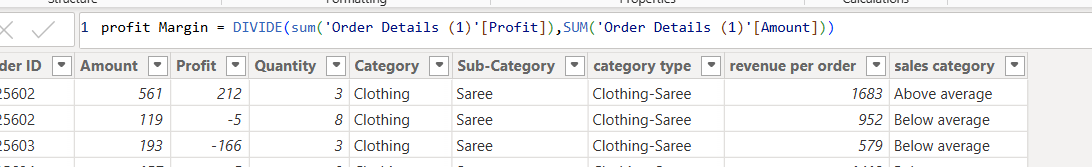 Structure Formatting Properties Calculations
1 profit Margin = DIVIDE(sum('Order Details (1)'[Profit]),SUM('Order Details (1)'[Amount]))
der ID Amount Profit Quantity Category Sub-Category category type revenue per order sales category
25602 561 212 3 Clothing Saree Clothing-Saree 1683 Above average
25602 119 -5 8 Clothing Saree Clothing-Saree 952 Below average
25603 193 -166 3 Clothing Saree Clothing-Saree 579 Below average